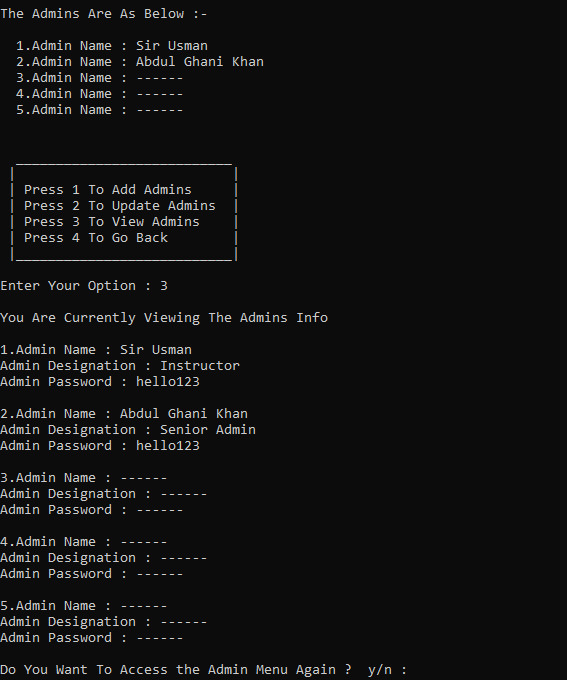 The Admins Are As Below :-
1.Admin Name : Sir Usman
2.Admin Name : Abdul Ghani Khan
3.Admin Name : ------
4.Admin Name : ------
5.Admin Name : ------
Press 1 To Add Admins
Press 2 To Update Admins
Press 3 To View Admins
Press 4 To Go Back
Enter Your Option : 3
You Are Currently Viewing The Admins Info
1.Admin Name : Sir Usman
Admin Designation : Instructor
Admin Password : hello123
2.Admin Name : Abdul Ghani Khan
Admin Designation : Senior Admin
Admin Password : hello123
3.Admin Name : ------
Admin Designation : ------
Admin Password : ------
4.Admin Name : ------
Admin Designation : ------
Admin Password : ------
5.Admin Name : ------
Admin Designation : ------
Admin Password : ------
Do You Want To Access the Admin Menu Again ?  y/n :